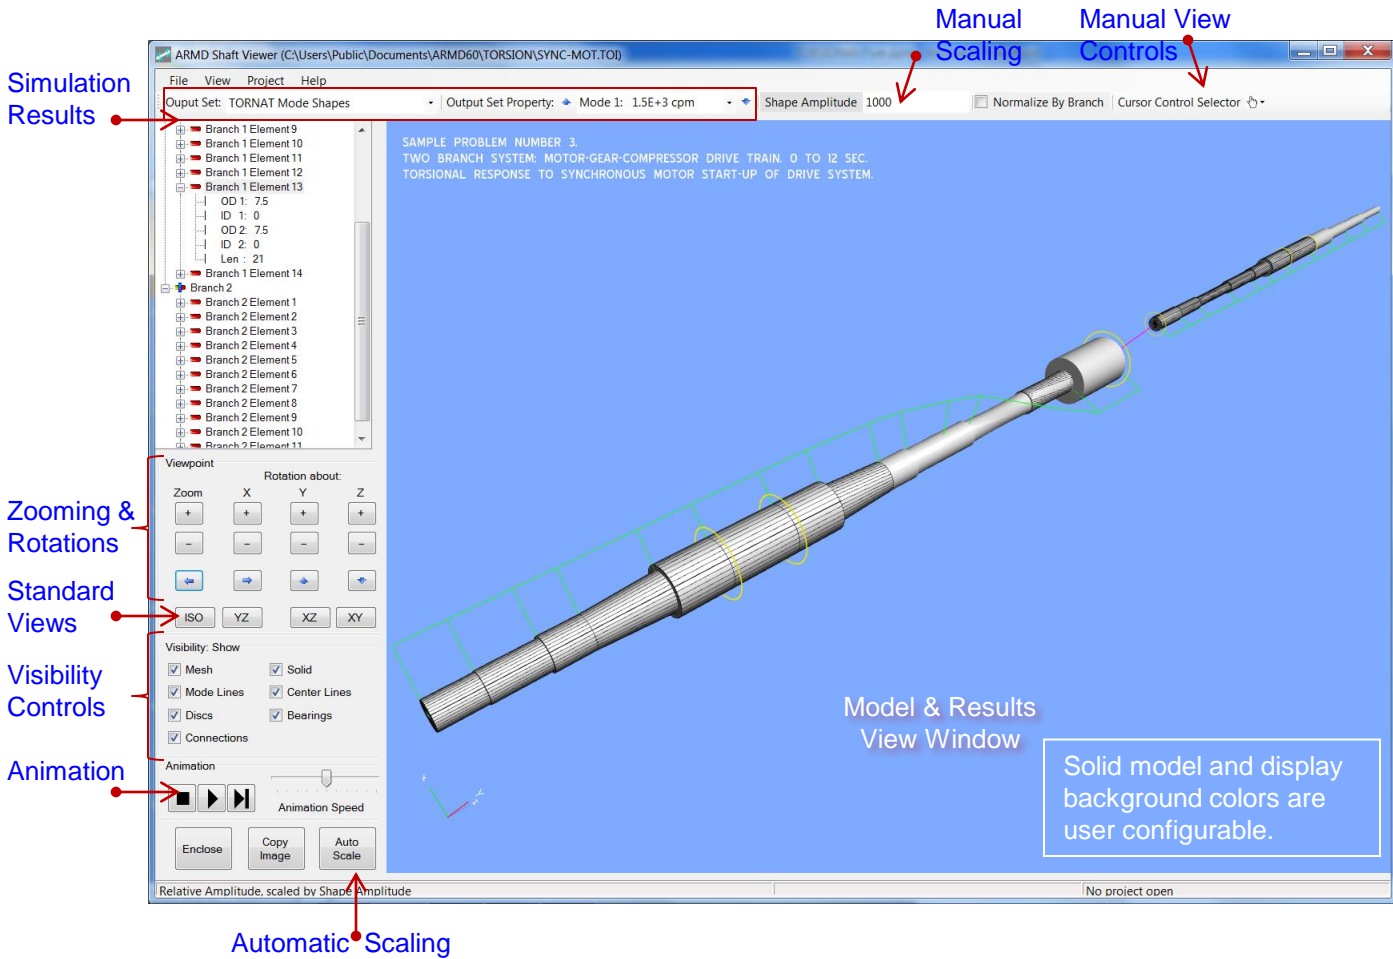 Manual
Scaling
Manual View
Controls
ARMD Shaft Viewer (C:\Users\Public\Documents\ARMD60\TORSION\SYNC-MOT.TOI)
File View Project Help
Simulation
Results
Ouput Set: TORNAT Mode Shapes Output Set Property: Mode 1: 1.5E+3 cpm Shape Amplitude 1000 Normalize By Branch Cursor Control Selector
Branch 1 Element 9
Branch 1 Element 10
Branch 1 Element 11
Branch 1 Element 12
Branch 1 Element 13
OD 1: 7.5
ID 1: 0
OD 2: 7.5
ID 2: 0
Len : 21
Branch 1 Element 14
Branch 2
Branch 2 Element 1
Branch 2 Element 2
Branch 2 Element 3
Branch 2 Element 4
Branch 2 Element 5
Branch 2 Element 6
Branch 2 Element 7
Branch 2 Element 8
Branch 2 Element 9
Branch 2 Element 10
Branch 2 Element 11
SAMPLE PROBLEM NUMBER 3.
TWO BRANCH SYSTEM; MOTOR-GEAR-COMPRESSOR DRIVE TRAIN. 0 TO 12 SEC.
TORSIONAL RESPONSE TO SYNCHRONOUS MOTOR START-UP OF DRIVE SYSTEM.
Viewpoint
Rotation about:
Zoom X Y Z
+ + + +
- - - -
Zooming &
Rotations
Standard
Views
ISO YZ XZ XY
Visibility: Show
Mesh Solid
Mode Lines Center Lines
Discs Bearings
Connections
Visibility
Controls
Animation
Animation
Animation Speed
Enclose Copy Image Auto Scale
Model & Results
View Window
Solid model and display
background colors are
user configurable.
Relative Amplitude, scaled by Shape Amplitude
No project open
Automatic Scaling